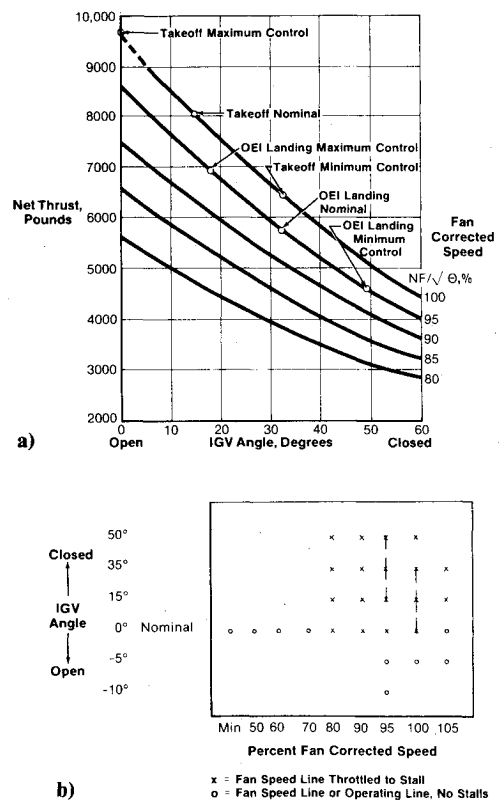 10,000
Takeoff Maximum Control
9000
8000
Takeoff Nominal
OEI Landing Maximum Control
7000
Takeoff Minimum Control
OEI Landing
Nominal
Net Thrust,
Pounds
6000
OEI Landing
Minimum
Control
Fan
Corrected
Speed
5000
NF/√ Θ,%
100
4000
95
90
85
3000
80
2000
0 10 20 30 40 50 60
Open IGV Angle, Degrees Closed
a)
50°
Closed
35°
15°
IGV
Angle
0° Nominal
-5°
Open
-10°
Min 50 60 70 80 90 95 100 105
Percent Fan Corrected Speed
x = Fan Speed Line Throttled to Stall
o = Fan Speed Line or Operating Line, No Stalls
b)